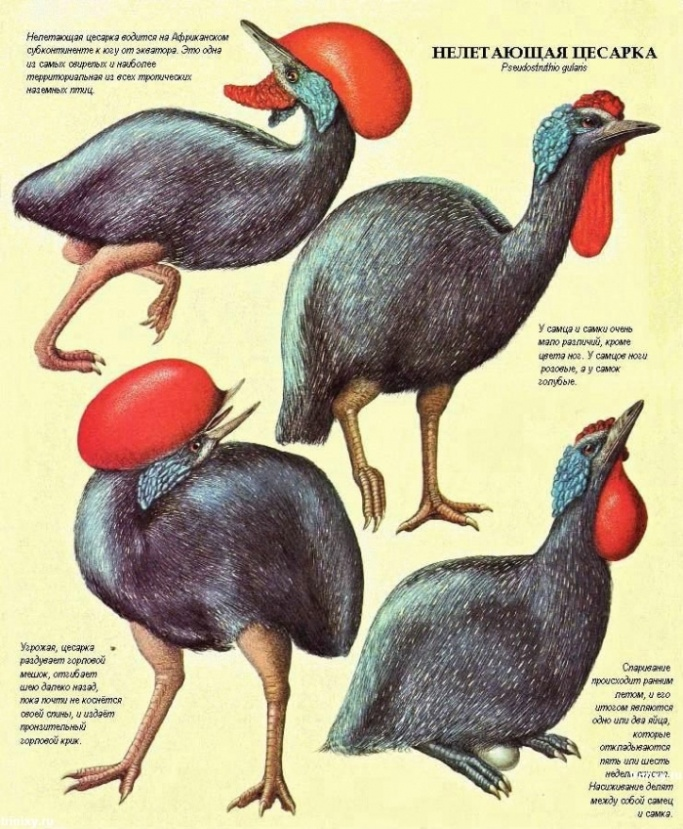 Нелетающая цесарка водится на Африканском
субконтиненте к югу от экватора. Это одна
из самых свирепых и наиболее
территориальная из всех тропических
наземных птиц.
НЕЛЕТАЮЩАЯ ЦЕСАРКА
Pseudostruthio gularis
У самца и самки очень
мало различий, кроме
цвета ног. У самцов ноги
розовые, а у самок
голубые.
Угрожая, цесарка
раздувает горловой
мешок, отгибает
шею далеко назад,
пока почти не коснётся
своей спины, и издаёт
пронзительный
горловой крик.
Спаривание
происходит ранним
летом, и его
итогом являются
одно или два яйца,
которые
откладываются
пять или шесть
недель
Насиживание делят
между собой самец
и самка.